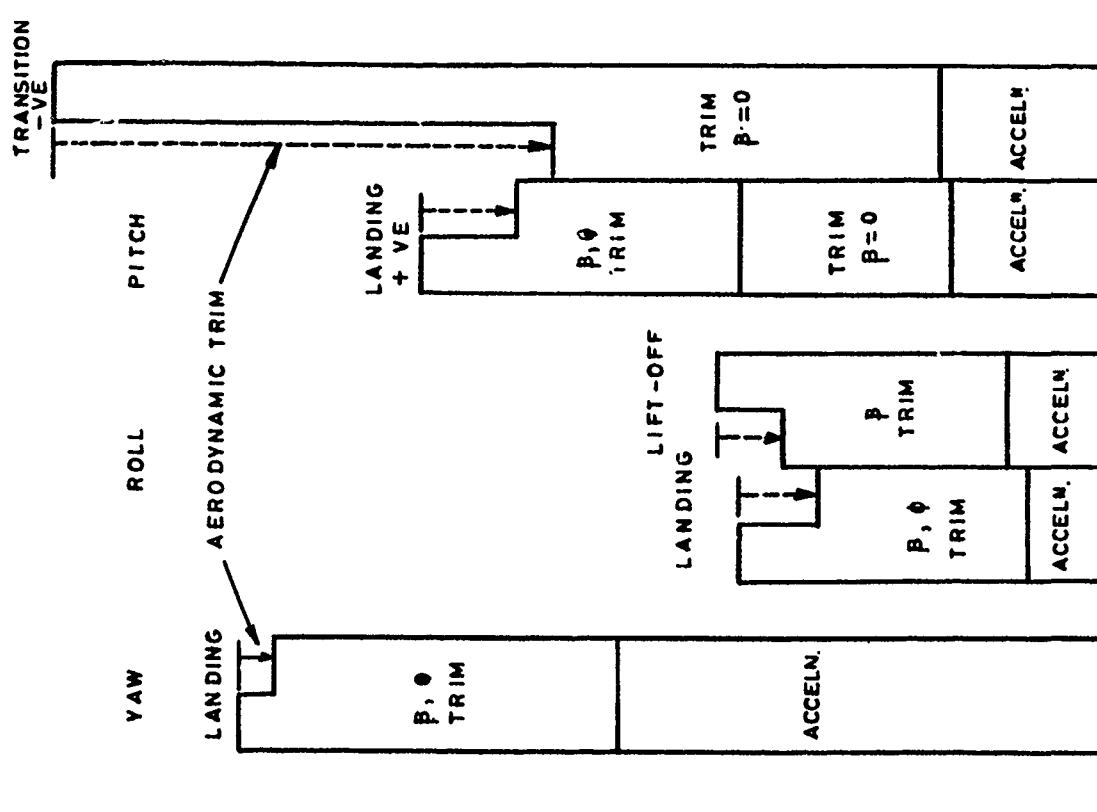 YAW
ROLL
PITCH
TRANSITION
-VE
AERODYNAMIC TRIM
LANDING
LANDING
LIFT-OFF
LANDING
+ VE
β,
TRIM
ACCELN.
β, φ
TRIM
ACCELN.
β
TRIM
ACCELN.
β,
TRIM
TRIM
β=0
ACCELN.
TRIM
β=0
ACCELN.